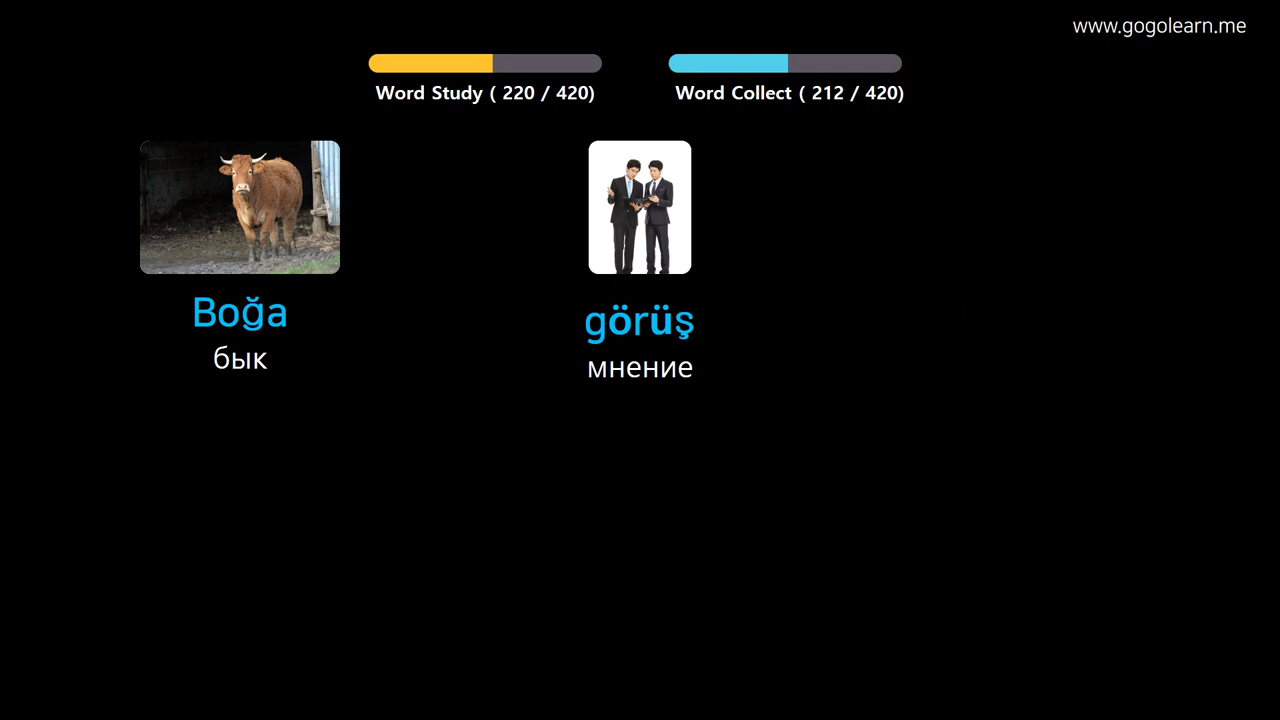 www.gogolearn.me
Word Study ( 220 / 420)
Word Collect ( 212 / 420)
Boğa
бык
görüş
мнение